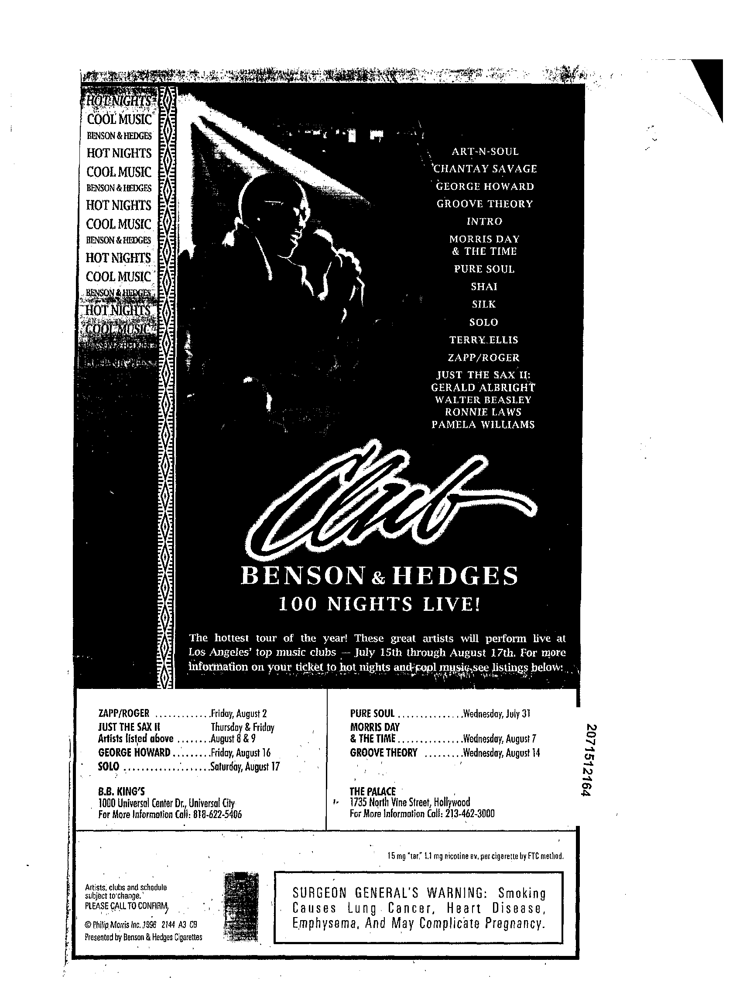 HOT NIGHTS
COOL MUSIC
BENSON & HEDGES
HOT NIGHTS
COOL MUSIC
BENSON & HEDGES
HOT NIGHTS
COOL MUSIC
BENSON & HEDGES
HOT NIGHTS
COOL MUSIC
BENSON & HEDGES
HOT NIGHTS
COOL MUSIC
ART-N-SOUL
CHANTAY SAVAGE
GEORGE HOWARD
GROOVE THEORY
INTRO
MORRIS DAY
& THE TIME
PURE SOUL
SHAI
SILK
SOLO
TERRY ELLIS
ZAPP/ROGER
JUST THE SAX II:
GERALD ALBRIGHT
WALTER BEASLEY
RONNIE LAWS
PAMELA WILLIAMS
Club
BENSON & HEDGES
100 NIGHTS LIVE!
The hottest tour of the year! These great artists will perform live at
Los Angeles' top music clubs — July 15th through August 17th. For more
information on your ticket to hot nights and cool music, see listings below:
ZAPP/ROGER .............Friday, August 2
JUST THE SAX II Thursday & Friday
Artists listed above ........August 8 & 9
GEORGE HOWARD .........Friday, August 16
SOLO .....................Saturday, August 17
B.B. KING'S
1000 Universal Center Dr., Universal City
For More Information Call: 818-622-5406
PURE SOUL ...............Wednesday, July 31
MORRIS DAY
& THE TIME ...............Wednesday, August 7
GROOVE THEORY .........Wednesday, August 14
THE PALACE
1735 North Vine Street, Hollywood
For More Information Call: 213-462-3000
2071512164
15 mg "tar," 1.1 mg nicotine av. per cigarette by FTC method.
Artists, clubs and schedule
subject to change.
PLEASE CALL TO CONFIRM.
© Philip Morris Inc. 1996 2144 A3 CB
Presented by Benson & Hedges Cigarettes
SURGEON GENERAL'S WARNING: Smoking
Causes Lung Cancer, Heart Disease,
Emphysema, And May Complicate Pregnancy.